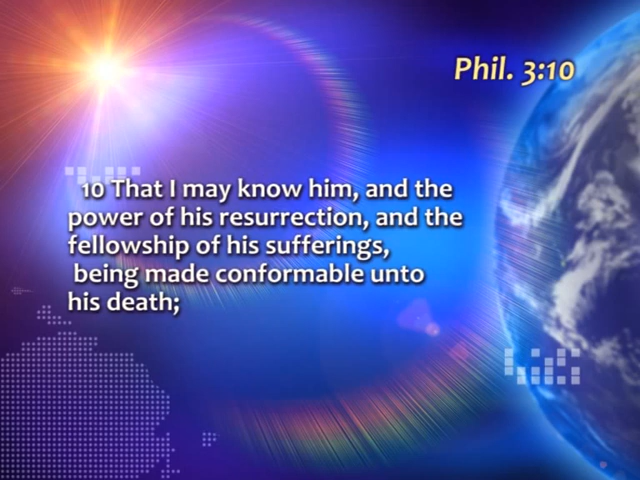 Phil. 3:10
10 That I may know him, and the
power of his resurrection, and the
fellowship of his sufferings,
being made conformable unto
his death;